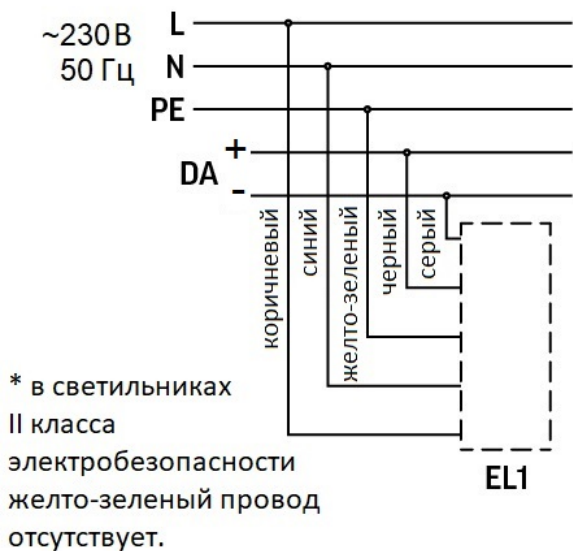 ~230 В
50 Гц
L
N
PE
DA
+
-
коричневый
синий
желто-зеленый
черный
серый
EL1
* в светильниках
II класса
электробезопасности
желто-зеленый провод
отсутствует.